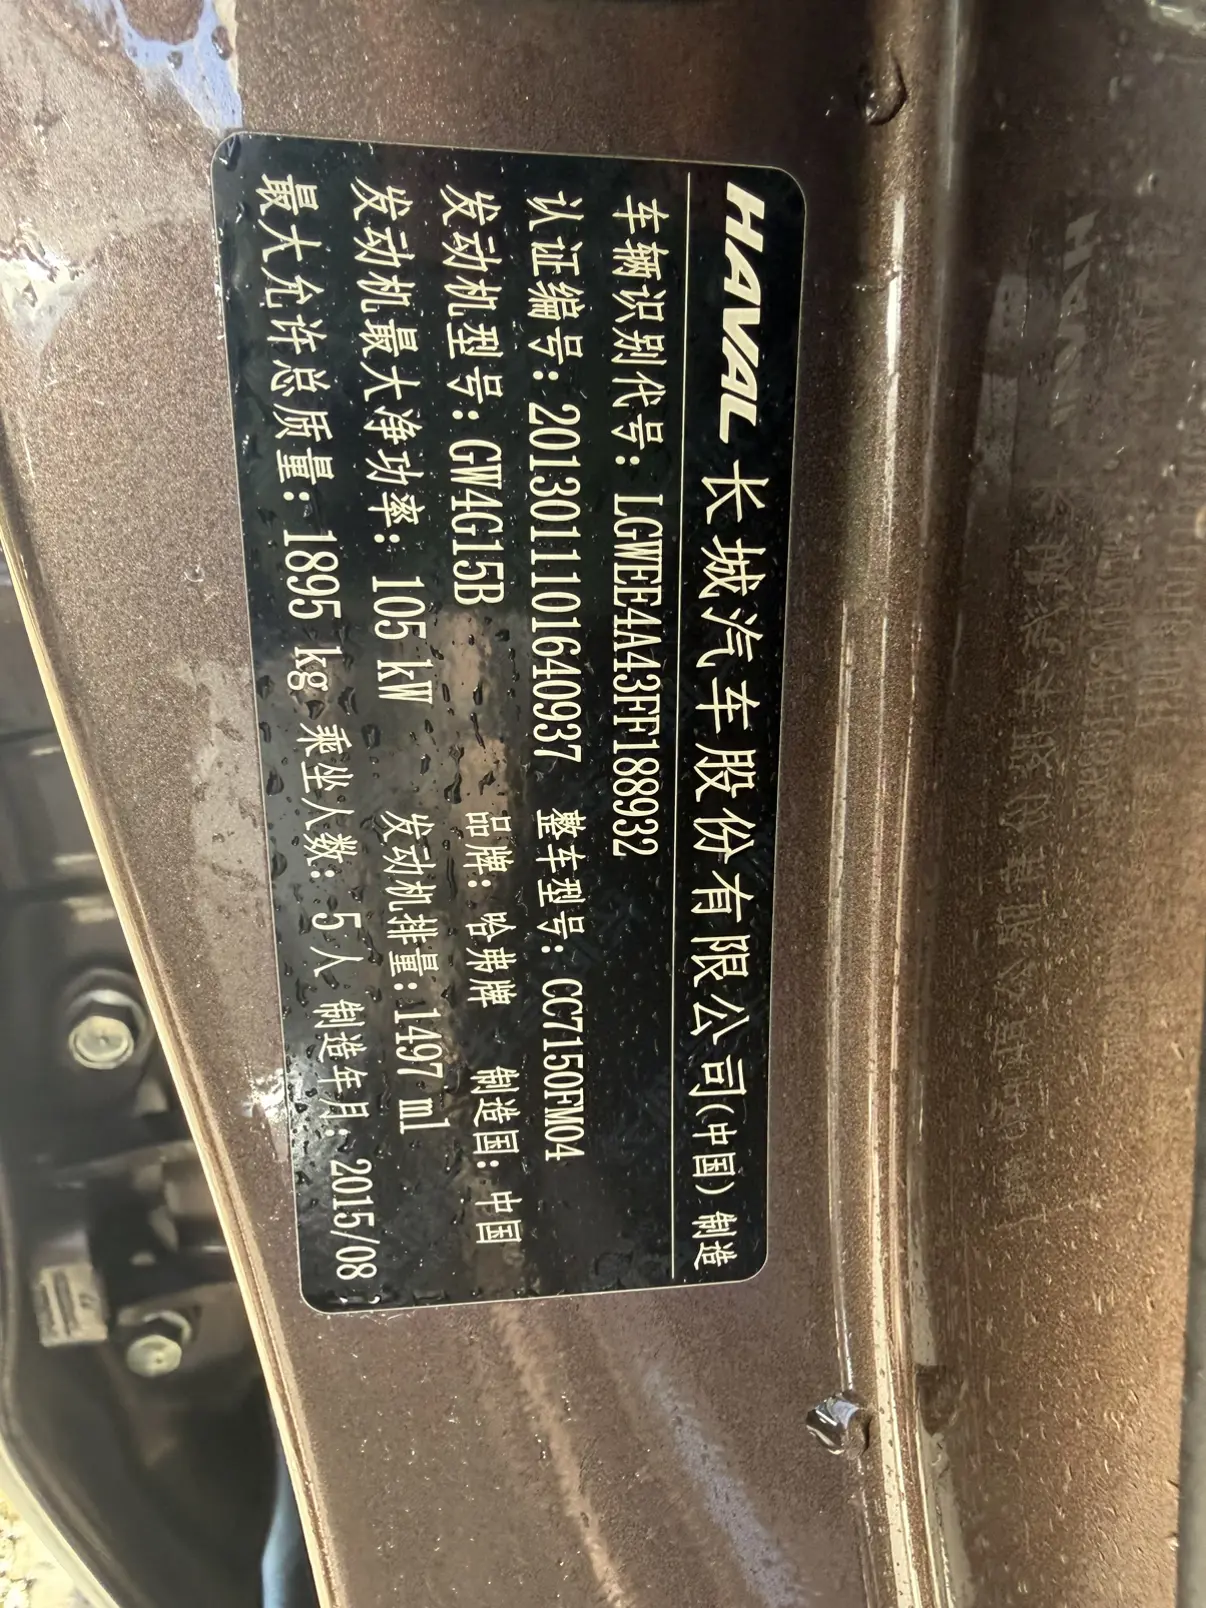 HAVAL 长城汽车股份有限公司(中国)制造
车辆识别代号: LGWEE4A43FF188932
认证编号: 2013011101640937 整车型号: CC7150FM04
发动机型号: GW4G15B 品牌: 哈弗牌 制造国: 中国
发动机最大净功率: 105 kW 发动机排量: 1497 ml
最大允许总质量: 1895 kg 乘坐人数: 5 人 制造年月: 2015/08